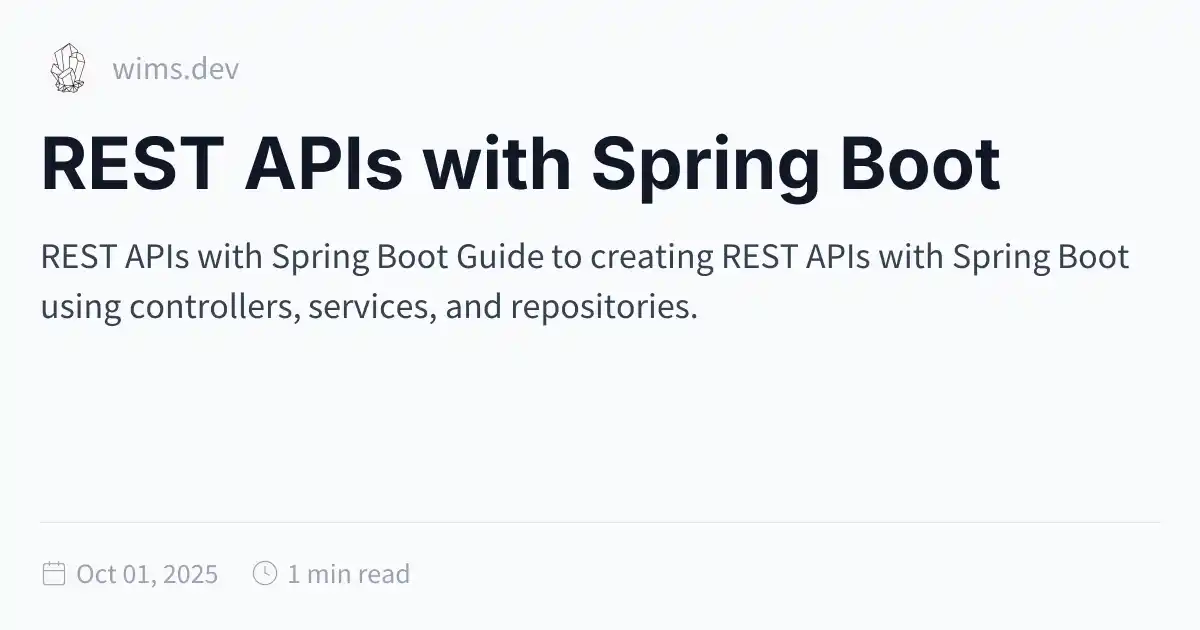 wims.dev
REST APIs with Spring Boot
REST APIs with Spring Boot Guide to creating REST APIs with Spring Boot
using controllers, services, and repositories.
Oct 01, 2025 1 min read